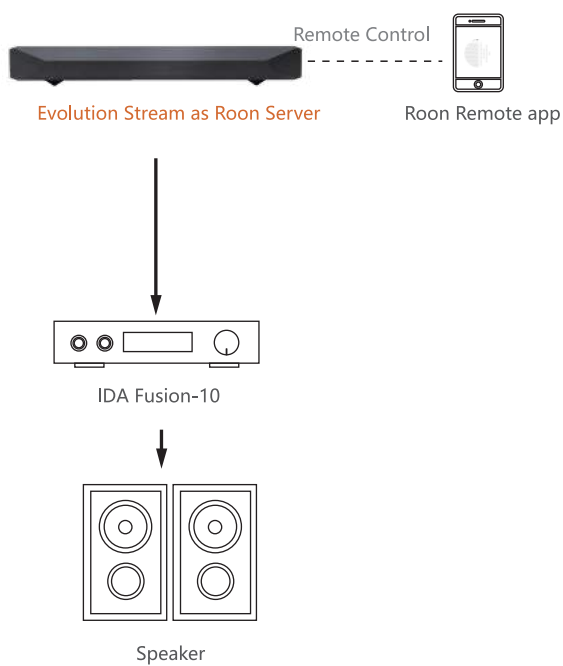 Remote Control
Evolution Stream as Roon Server
Roon Remote app
IDA Fusion-10
Speaker